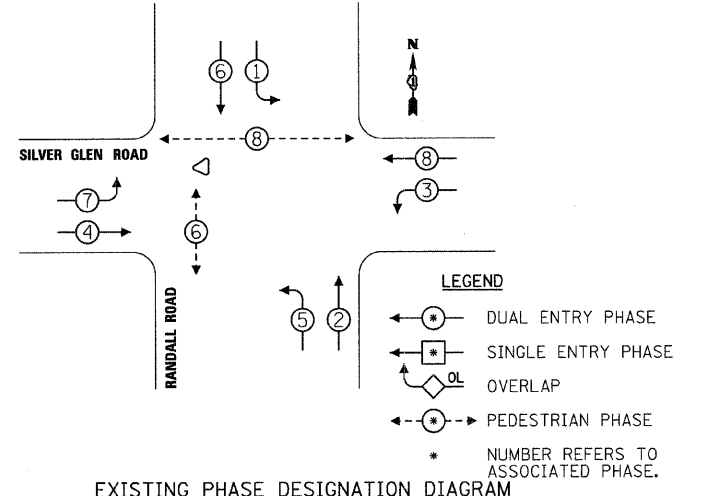 N
6
1
8
SILVER GLEN ROAD
8
7
3
4
6
LEGEND
RANDALL ROAD
5
2
* DUAL ENTRY PHASE
* SINGLE ENTRY PHASE
* OL OVERLAP
* PEDESTRIAN PHASE
* NUMBER REFERS TO
ASSOCIATED PHASE.
EXISTING PHASE DESIGNATION DIAGRAM